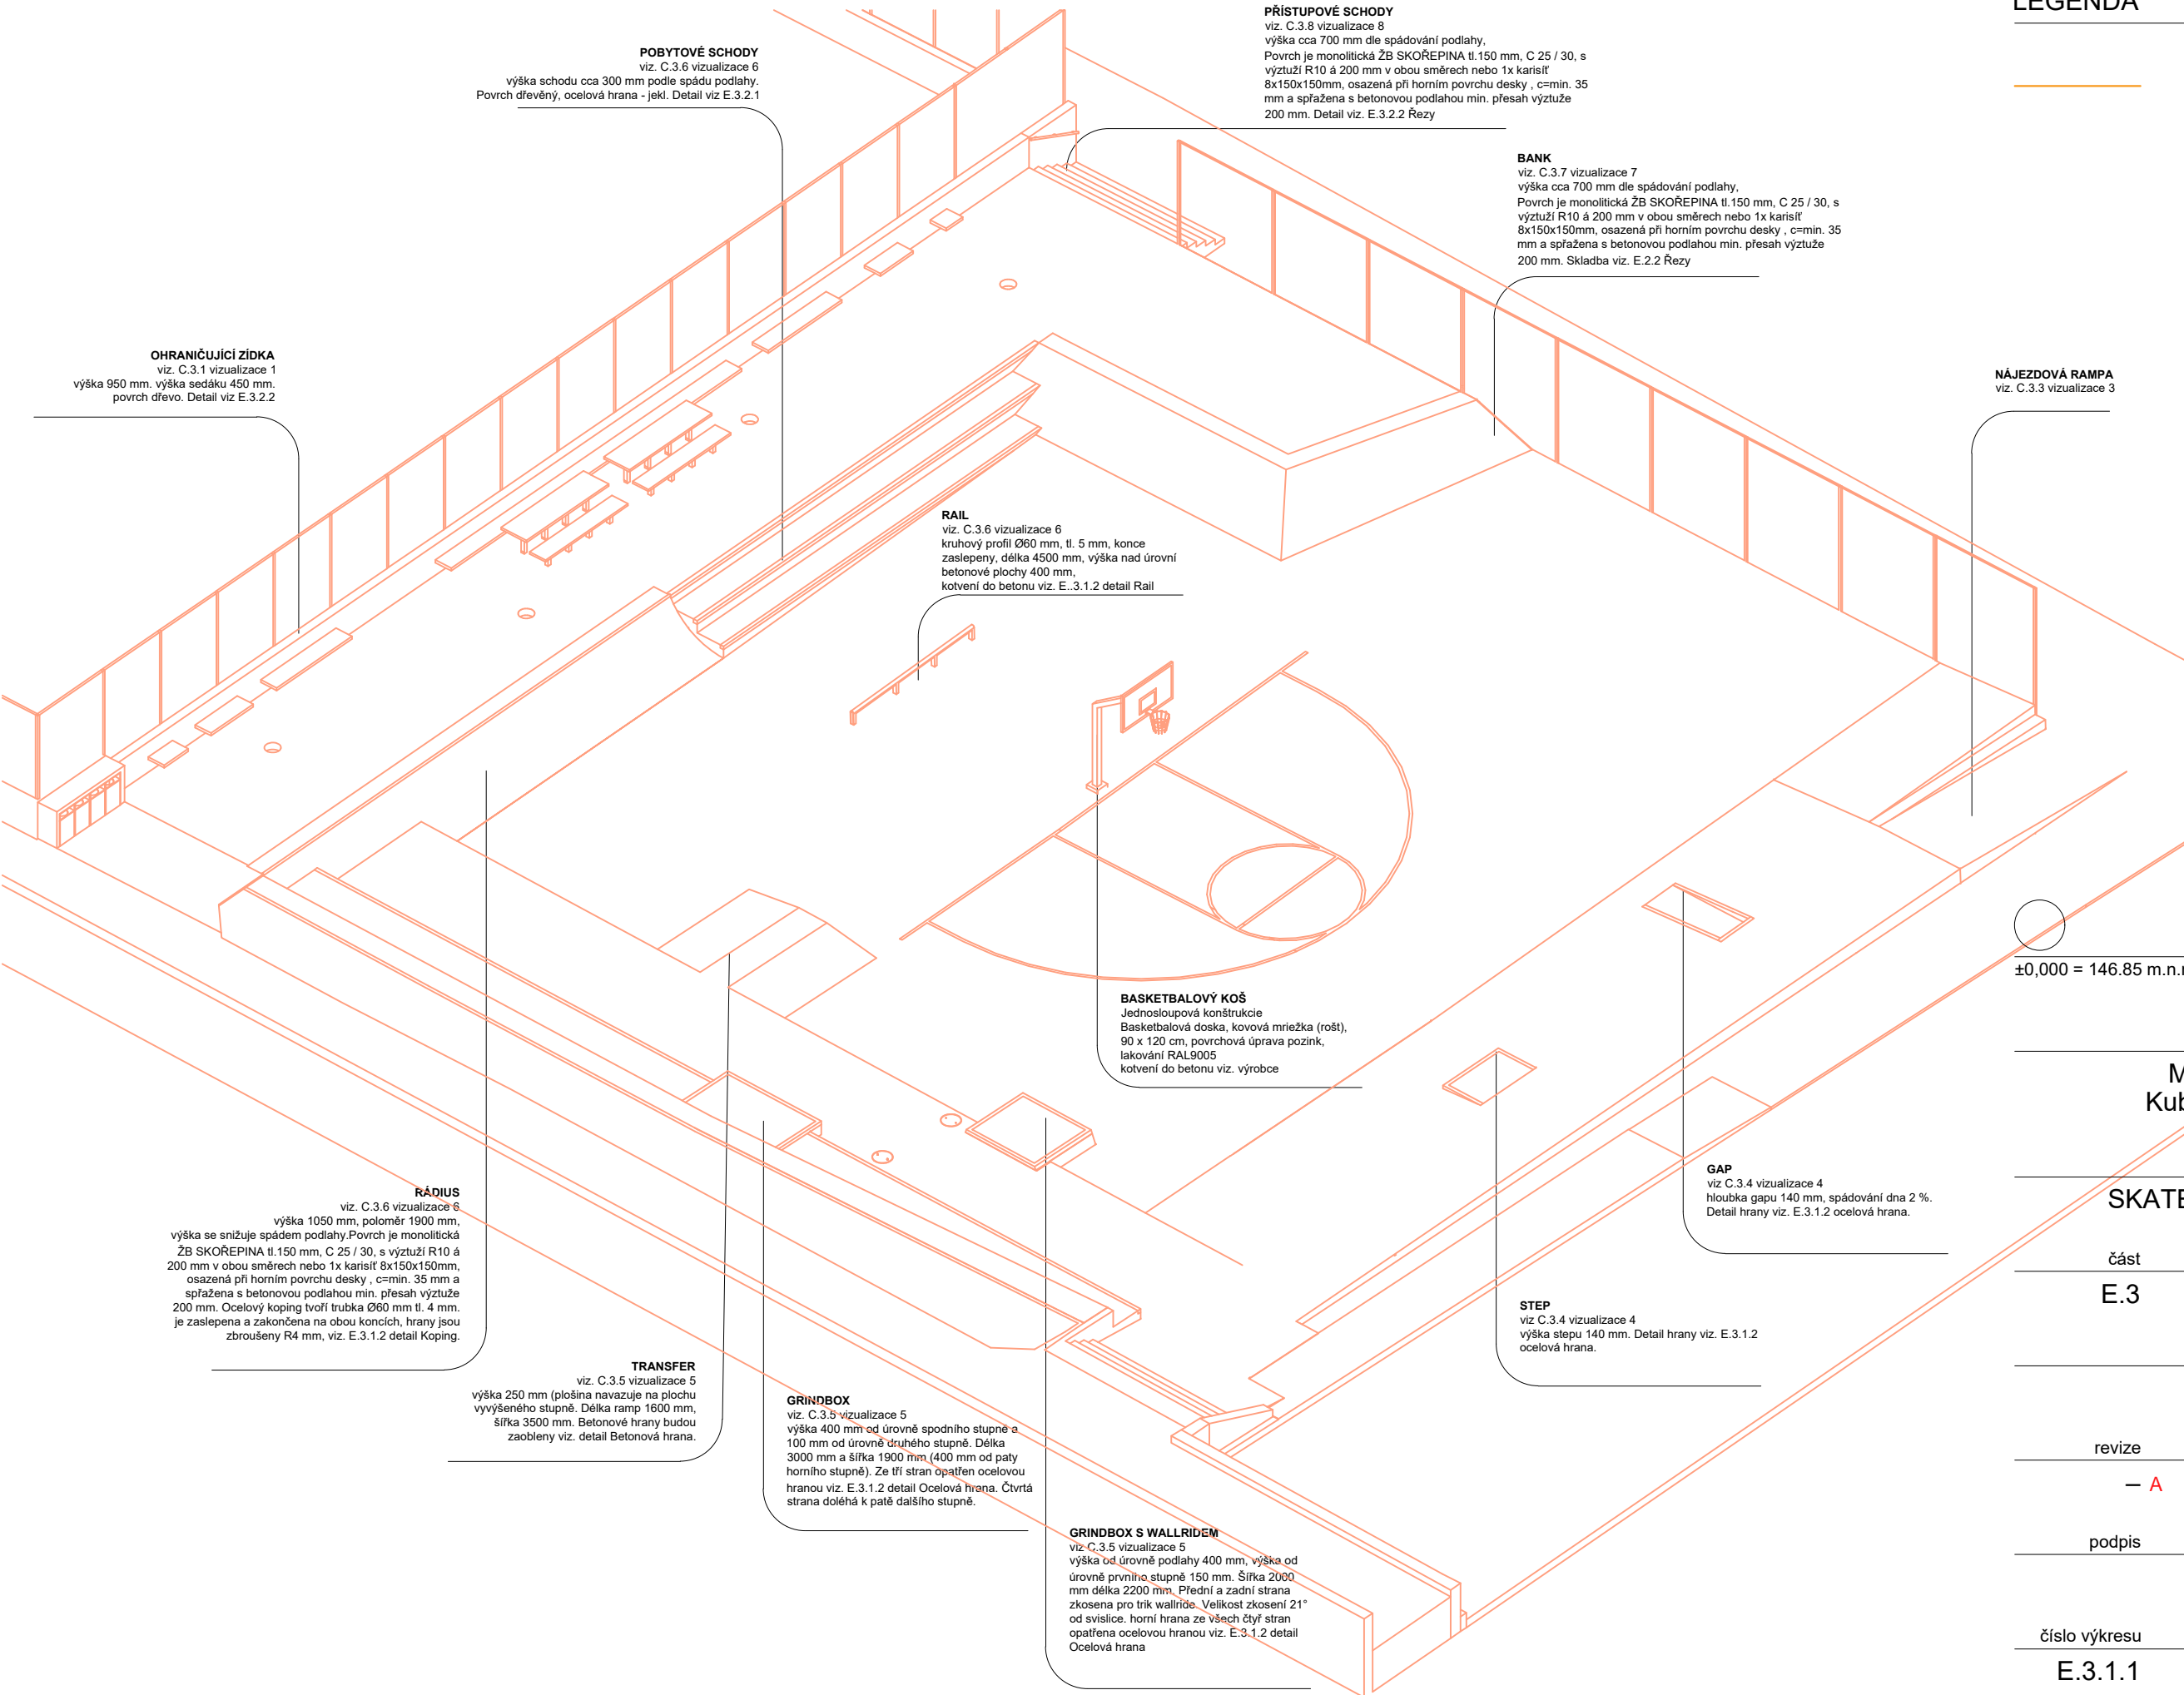 POBYTOVÉ SCHODY
viz. C.3.6 vizualizace 6
výška schodu cca 300 mm podle spádu podlahy.
Povrch dřevěný, ocelová hrana - jekl. Detail viz E.3.2.1
PŘÍSTUPOVÉ SCHODY
viz. C.3.8 vizualizace 8
výška cca 700 mm dle spádování podlahy,
Povrch je monolitická ŽB SKOŘEPINA tl.150 mm, C 25 / 30, s
výztuží R10 á 200 mm v obou směrech nebo 1x karisíť
8x150x150mm, osazená při horním povrchu desky , c=min. 35
mm a spřažena s betonovou podlahou min. přesah výztuže
200 mm. Detail viz. E.3.2.2 Řezy
BANK
viz. C.3.7 vizualizace 7
výška cca 700 mm dle spádování podlahy,
Povrch je monolitická ŽB SKOŘEPINA tl.150 mm, C 25 / 30, s
výztuží R10 á 200 mm v obou směrech nebo 1x karisíť
8x150x150mm, osazená při horním povrchu desky , c=min. 35
mm a spřažena s betonovou podlahou min. přesah výztuže
200 mm. Skladba viz. E.2.2 Řezy
OHRANIČUJÍCÍ ZÍDKA
viz. C.3.1 vizualizace 1
výška 950 mm. výška sedáku 450 mm.
povrch dřevo. Detail viz E.3.2.2
NÁJEZDOVÁ RAMPA
viz. C.3.3 vizualizace 3
RAIL
viz. C.3.6 vizualizace 6
kruhový profil Ø60 mm, tl. 5 mm, konce
zaslepeny, délka 4500 mm, výška nad úrovní
betonové plochy 400 mm,
kotvení do betonu viz. E..3.1.2 detail Rail
BASKETBALOVÝ KOŠ
Jednosloupová konštrukcie
Basketbalová doska, kovová mriežka (rošt),
90 x 120 cm, povrchová úprava pozink,
lakování RAL9005
kotvení do betonu viz. výrobce
GAP
viz C.3.4 vizualizace 4
hloubka gapu 140 mm, spádování dna 2 %.
Detail hrany viz. E.3.1.2 ocelová hrana.
STEP
viz C.3.4 vizualizace 4
výška stepu 140 mm. Detail hrany viz. E.3.1.2
ocelová hrana.
RÁDIUS
viz. C.3.6 vizualizace 6
výška 1050 mm, poloměr 1900 mm,
výška se snižuje spádem podlahy.Povrch je monolitická
ŽB SKOŘEPINA tl.150 mm, C 25 / 30, s výztuží R10 á
200 mm v obou směrech nebo 1x karisíť 8x150x150mm,
osazená při horním povrchu desky , c=min. 35 mm a
spřažena s betonovou podlahou min. přesah výztuže
200 mm. Ocelový koping tvoří trubka Ø60 mm tl. 4 mm.
je zaslepena a zakončena na obou koncích, hrany jsou
zbroušeny R4 mm, viz. E.3.1.2 detail Koping.
TRANSFER
viz. C.3.5 vizualizace 5
výška 250 mm (plošina navazuje na plochu
vyvýšeného stupně. Délka ramp 1600 mm,
šířka 3500 mm. Betonové hrany budou
zaobleny viz. detail Betonová hrana.
GRINDBOX
viz. C.3.5 vizualizace 5
výška 400 mm od úrovně spodního stupně a
100 mm od úrovně druhého stupně. Délka
3000 mm a šířka 1900 mm (400 mm od paty
horního stupně). Ze tří stran opatřen ocelovou
hranou viz. E.3.1.2 detail Ocelová hrana. Čtvrtá
strana doléhá k patě dalšího stupně.
GRINDBOX S WALLRIDEM
viz C.3.5 vizualizace 5
výška od úrovně podlahy 400 mm, výška od
úrovně prvního stupně 150 mm. Šířka 2000
mm délka 2200 mm. Přední a zadní strana
zkosena pro trik wallride. Velikost zkosení 21°
od svislice. horní hrana ze všech čtyř stran
opatřena ocelovou hranou viz. E.3.1.2 detail
Ocelová hrana
LEGENDA
±0,000 = 146.85 m.n.
M
Kub
SKATE
část
E.3
revize
– A
podpis
číslo výkresu
E.3.1.1